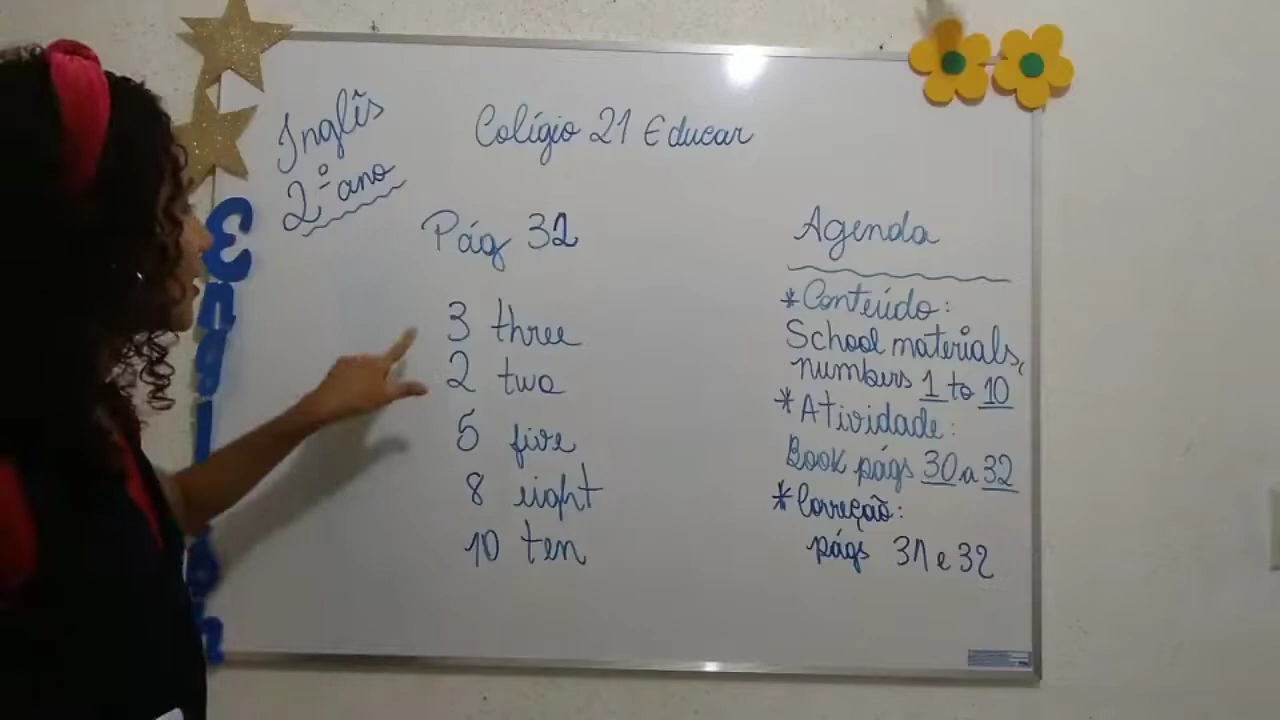 Inglês
2º ano
Colégio 21 Educar
Pág 32
3 three
2 two
5 five
8 eight
10 ten
Agenda
*Conteúdo:
School materials,
numbers 1 to 10
*Atividade:
Book págs 30 a 32
*Correção:
págs 31 e 32
English